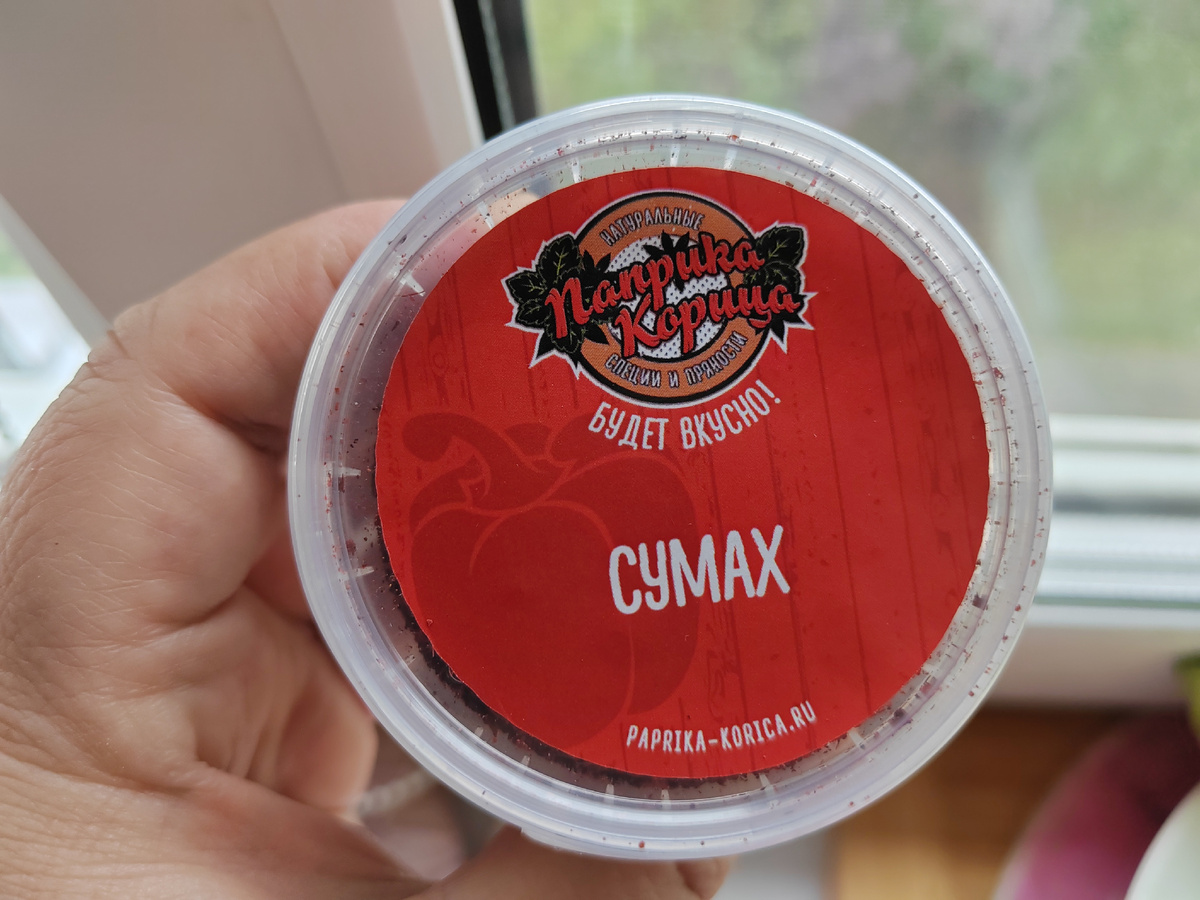 НАТУРАЛЬНЫЕ
Паприка
Корица
СПЕЦИИ И ПРЯНОСТИ
БУДЕТ ВКУСНО!
СУМАХ
PAPRIKA-KORICA.RU